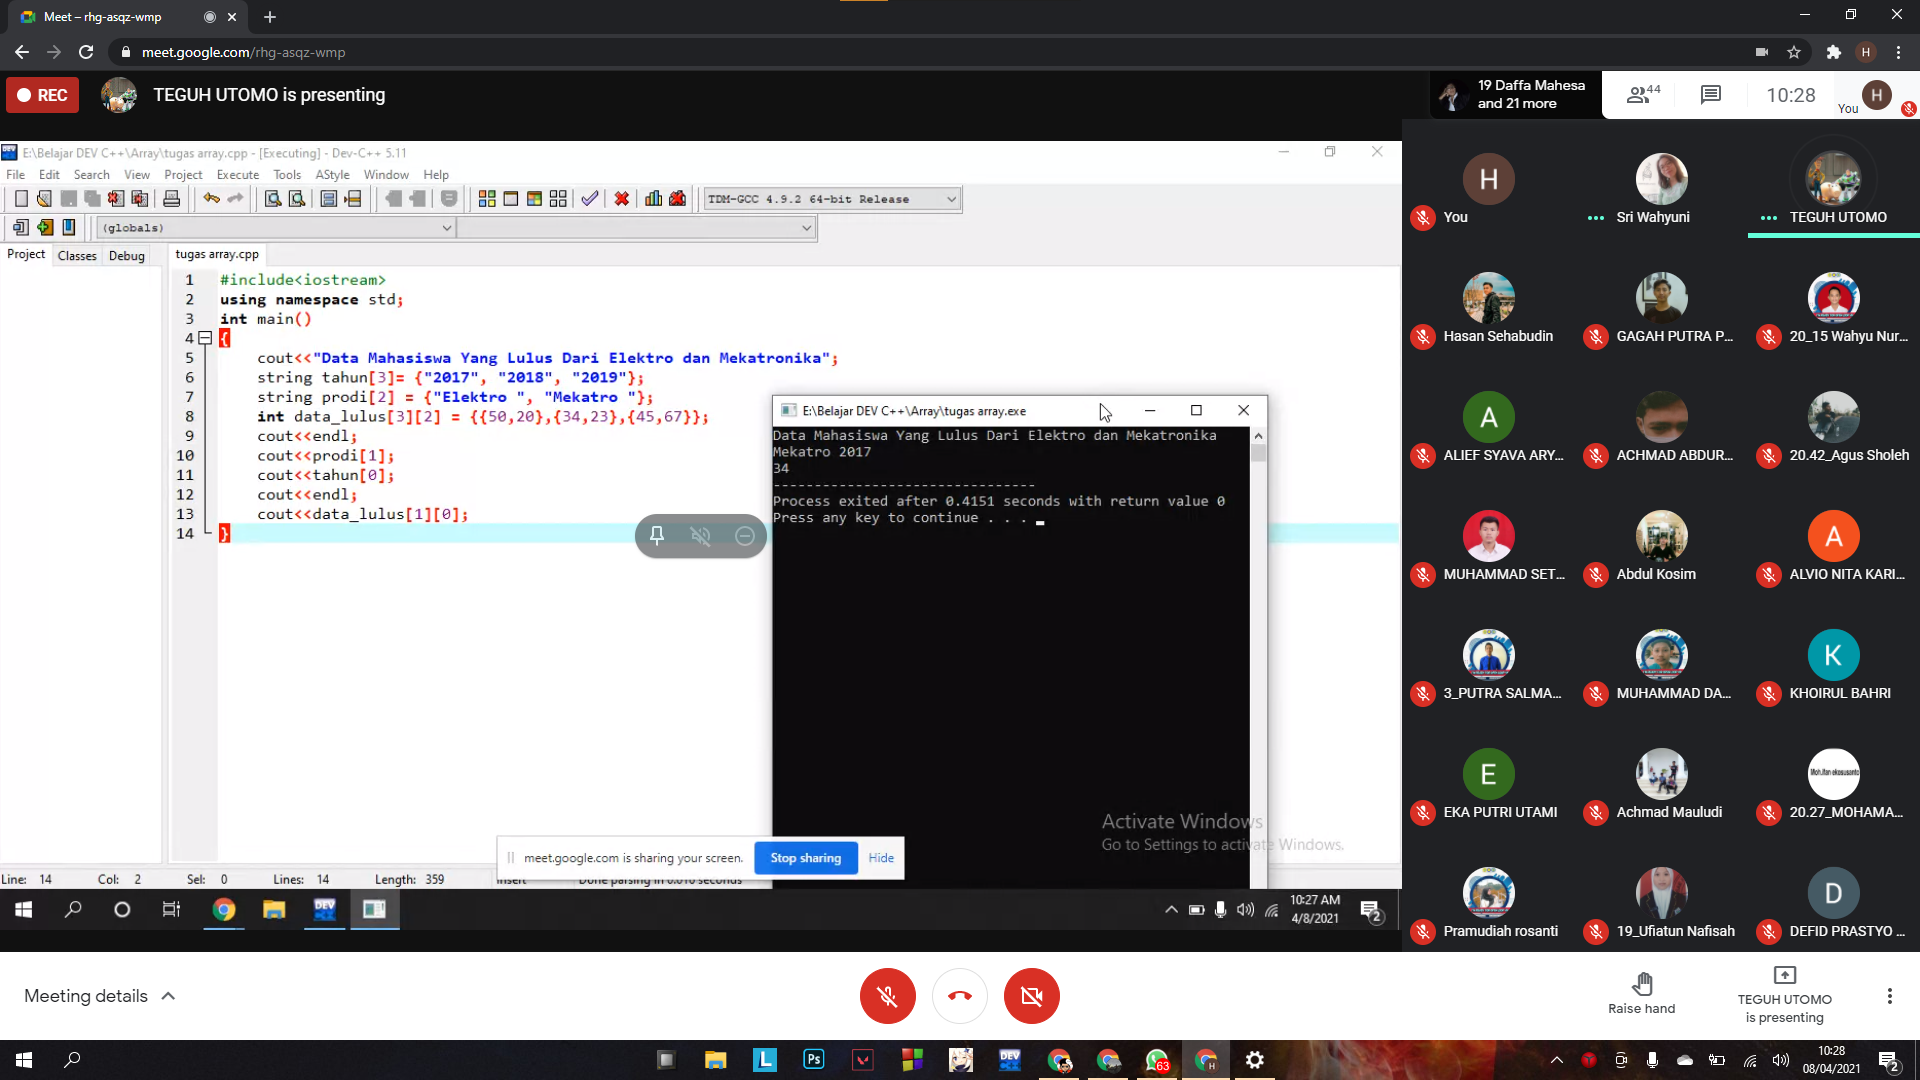 Meet – rhg-asqz-wmp
meet.google.com/rhg-asqz-wmp
H
REC
TEGUH UTOMO is presenting
19 Daffa Mahesa
and 21 more
44
10:28
You
H
E:\Belajar DEV C++\Array\tugas array.cpp - [Executing] - Dev-C++ 5.11
File Edit Search View Project Execute Tools AStyle Window Help
TDM-GCC 4.9.2 64-bit Release
(globals)
Project Classes Debug
tugas array.cpp
1 #include<iostream>
2 using namespace std;
3 int main()
4 {
5 cout<<"Data Mahasiswa Yang Lulus Dari Elektro dan Mekatronika";
6 string tahun[3]= {"2017", "2018", "2019"};
7 string prodi[2] = {"Elektro ", "Mekatro "};
8 int data_lulus[3][2] = {{50,20},{34,23},{45,67}};
9 cout<<endl;
10 cout<<prodi[1];
11 cout<<tahun[0];
12 cout<<endl;
13 cout<<data_lulus[1][0];
14 }
E:\Belajar DEV C++\Array\tugas array.exe
Data Mahasiswa Yang Lulus Dari Elektro dan Mekatronika
Mekatro 2017
34
--------------------------------
Process exited after 0.4151 seconds with return value 0
Press any key to continue . . .
Activate Windows
Go to Settings to activate Windows.
meet.google.com is sharing your screen.
Stop sharing
Hide
Line: 14 Col: 2 Sel: 0 Lines: 14 Length: 359 Insert Done parsing in 0.016 seconds
DEV
10:27 AM
4/8/2021
2
H
You
Sri Wahyuni
TEGUH UTOMO
Hasan Sehabudin
GAGAH PUTRA P...
20_15 Wahyu Nur...
A
ALIEF SYAVA ARY...
ACHMAD ABDUR...
20.42_Agus Sholeh
MUHAMMAD SET...
Abdul Kosim
A
ALVIO NITA KARI...
3_PUTRA SALMA...
MUHAMMAD DA...
K
KHOIRUL BAHRI
E
EKA PUTRI UTAMI
Achmad Mauludi
20.27_MOHAMA...
Pramudiah rosanti
19_Ufiatun Nafisah
D
DEFID PRASTYO ...
Meeting details
Raise hand
TEGUH UTOMO
is presenting
L
Ps
DEV
63
H
10:28
08/04/2021
2